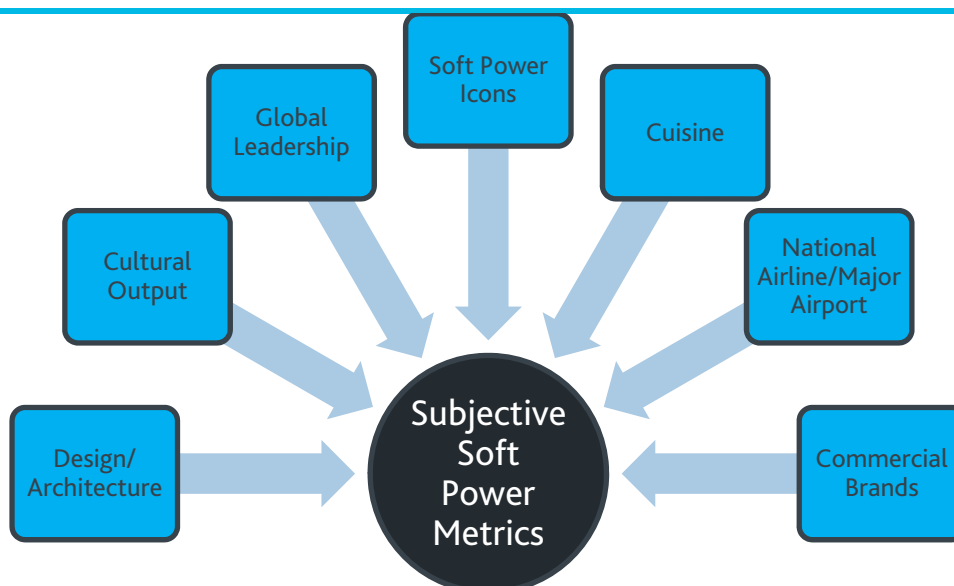 Soft Power
Icons
Global
Leadership
Cuisine
Cultural
Output
National
Airline/Major
Airport
Design/
Architecture
Subjective
Soft
Power
Metrics
Commercial
Brands